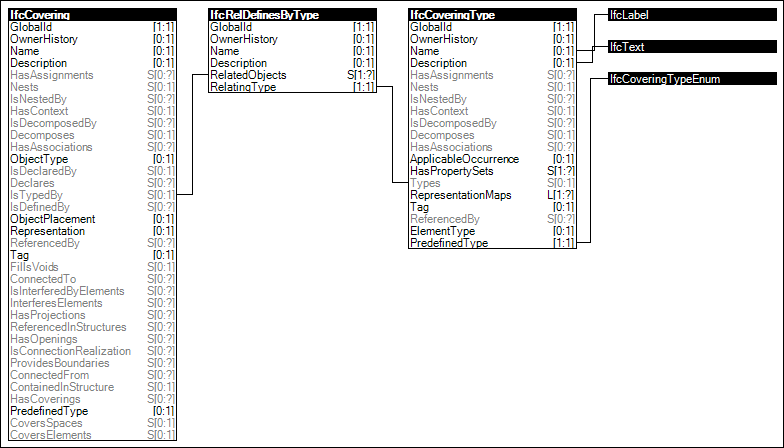 IfcCovering
GlobalId [1:1]
OwnerHistory [0:1]
Name [0:1]
Description [0:1]
HasAssignments S[0:?]
Nests S[0:1]
IsNestedBy S[0:?]
HasContext S[0:1]
IsDecomposedBy S[0:?]
Decomposes S[0:1]
HasAssociations S[0:?]
ObjectType [0:1]
IsDeclaredBy S[0:1]
Declares S[0:?]
IsTypedBy S[0:1]
IsDefinedBy S[0:?]
ObjectPlacement [0:1]
Representation [0:1]
ReferencedBy S[0:?]
Tag [0:1]
FillsVoids S[0:1]
ConnectedTo S[0:?]
IsInterferedByElements S[0:?]
InterferesElements S[0:?]
HasProjections S[0:?]
ReferencedInStructures S[0:?]
HasOpenings S[0:?]
IsConnectionRealization S[0:?]
ProvidesBoundaries S[0:?]
ConnectedFrom S[0:?]
ContainedInStructure S[0:1]
HasCoverings S[0:?]
PredefinedType [0:1]
CoversSpaces S[0:1]
CoversElements S[0:1]
IfcRelDefinesByType
GlobalId [1:1]
OwnerHistory [0:1]
Name [0:1]
Description [0:1]
RelatedObjects S[1:?]
RelatingType [1:1]
IfcCoveringType
GlobalId [1:1]
OwnerHistory [0:1]
Name [0:1]
Description [0:1]
HasAssignments S[0:?]
Nests S[0:1]
IsNestedBy S[0:?]
HasContext S[0:1]
IsDecomposedBy S[0:?]
Decomposes S[0:1]
HasAssociations S[0:?]
ApplicableOccurrence [0:1]
HasPropertySets S[1:?]
Types S[0:1]
RepresentationMaps L[1:?]
Tag [0:1]
ReferencedBy S[0:?]
ElementType [0:1]
PredefinedType [1:1]
IfcLabel
IfcText
IfcCoveringTypeEnum